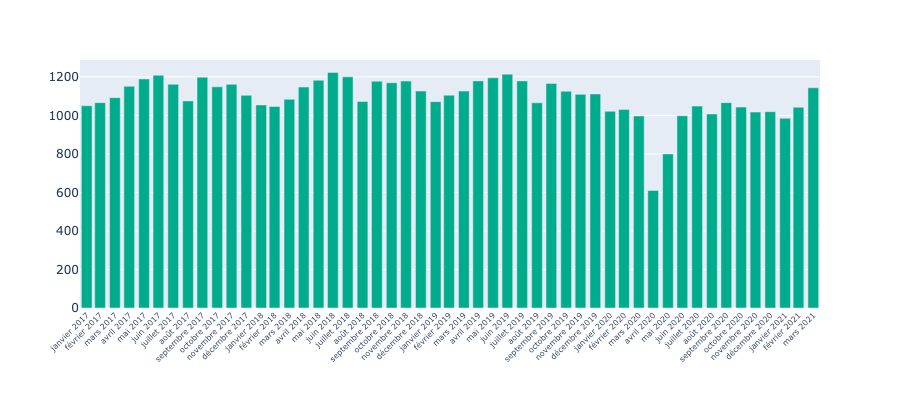 1200
1000
800
600
400
200
0
janvier 2017
février 2017
mars 2017
avril 2017
mai 2017
juin 2017
juillet 2017
août 2017
septembre 2017
octobre 2017
novembre 2017
décembre 2017
janvier 2018
février 2018
mars 2018
avril 2018
mai 2018
juin 2018
juillet 2018
août 2018
septembre 2018
octobre 2018
novembre 2018
décembre 2018
janvier 2019
février 2019
mars 2019
avril 2019
mai 2019
juin 2019
juillet 2019
août 2019
septembre 2019
octobre 2019
novembre 2019
décembre 2019
janvier 2020
février 2020
mars 2020
avril 2020
mai 2020
juin 2020
juillet 2020
août 2020
septembre 2020
octobre 2020
novembre 2020
décembre 2020
janvier 2021
février 2021
mars 2021